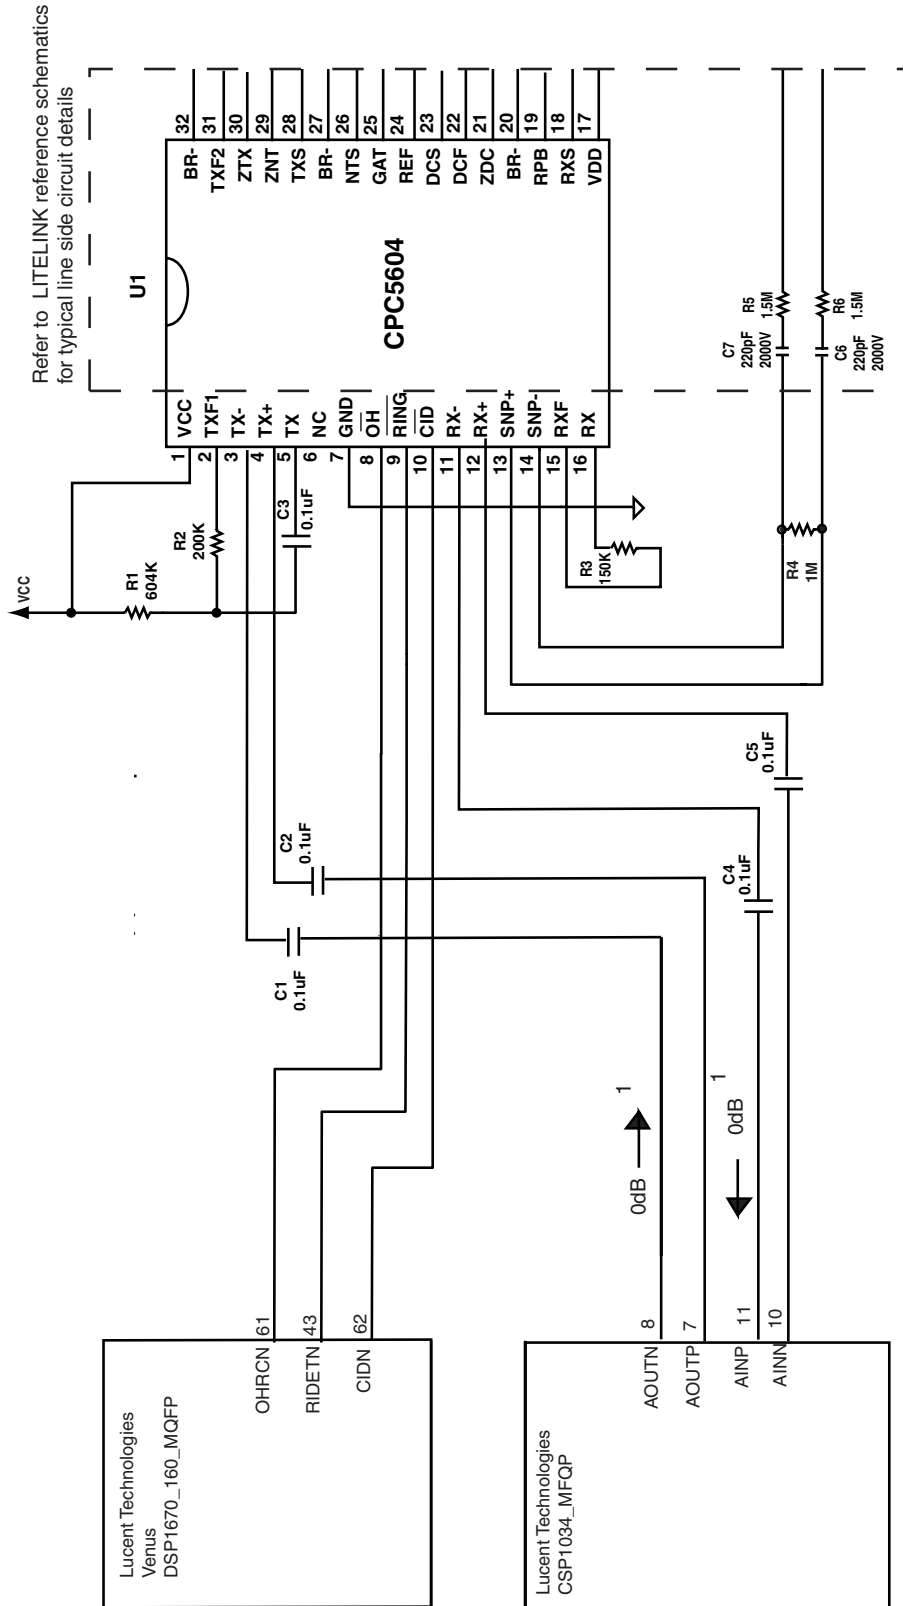 Refer to LITELINK reference schematics
for typical line side circuit details
32
31
30
29
28
27
26
25
24
23
22
21
20
19
18
17
BR-
TXF2
ZTX
ZNT
TXS
BR-
NTS
GAT
REF
DCS
DCF
ZDC
BR-
RPB
RXS
VDD
U1
CPC5604
VCC
TXF1
TX-
TX+
TX
NC
GND
OH
RING
CID
RX-
RX+
SNP+
SNP-
RXF
RX
1
2
3
4
5
6
7
8
9
10
11
12
13
14
15
16
R5
1.5M
R6
1.5M
C7
220pF
2000V
C6
220pF
2000V
VCC
R1
604K
R2
200K
C3
0.1uF
R3
150K
R4
1M
C5
0.1uF
C2
0.1uF
C4
0.1uF
C1
0.1uF
0dB
1
1
0dB
Lucent Technologies
Venus
DSP1670_160_MQFP
OHRCN
61
RIDETN
43
CIDN
62
Lucent Technologies
CSP1034_MFQP
AOUTN
8
AOUTP
7
AINP
11
AINN
10